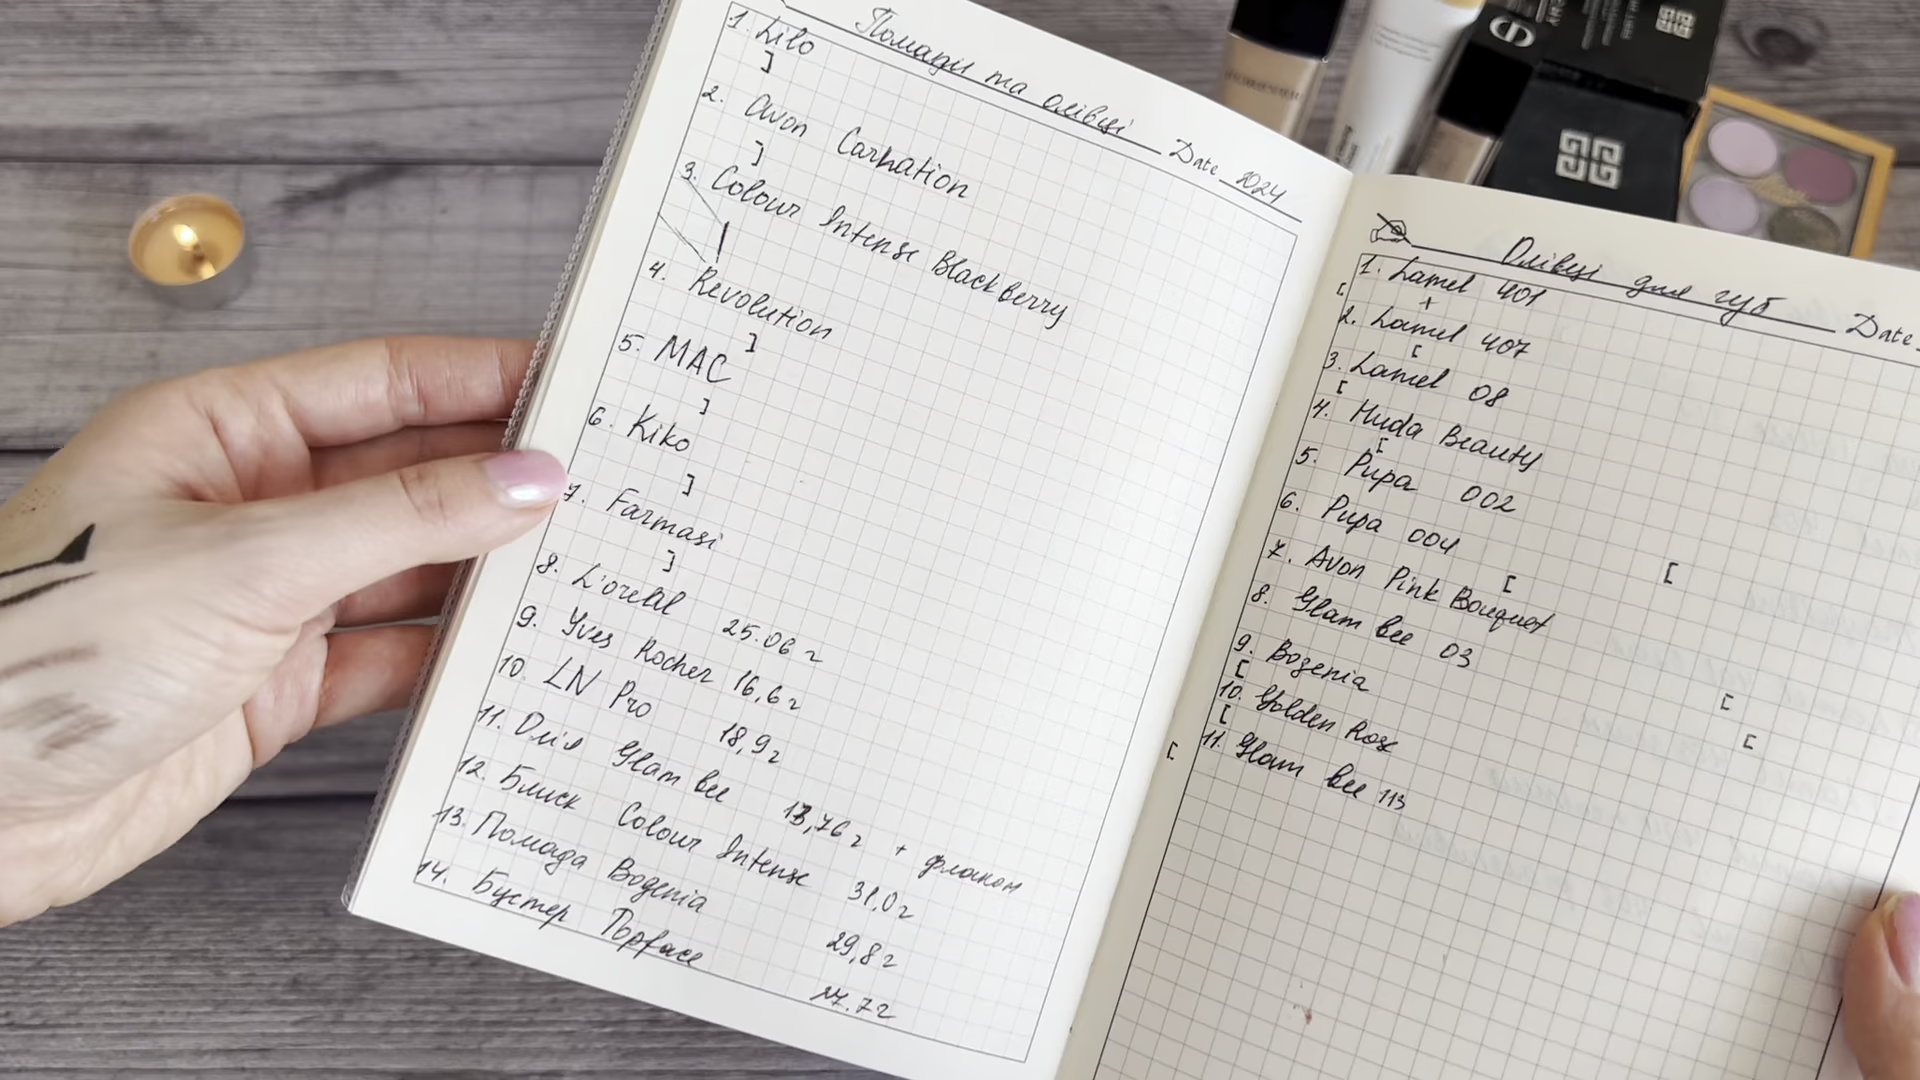 Помади та олівці Date 2024
1. Lilo
2. Avon Carnation
3. Colour Intense Blackberry
4. Revolution
5. MAC
6. Kiko
7. Farmasi
8. L'oreal 25.06 г
9. Yves Rocher 16,6 г
10. LN Pro 18,9 г
11. Олія Glam bee 13,76 г + флакон
12. Блиск Colour Intense 31.0 г
13. Помада Bogenia 29,8 г
14. Бустер Topface 27.7 г
Олівці для губ Date
1. Lamel 401
2. Lamel 407
3. Lamel 08
4. Huda Beauty
5. Pupa 002
6. Pupa 004
7. Avon Pink Bouquet
8. Glam bee 03
9. Bogenia
10. Golden Rose
11. Glam bee 113